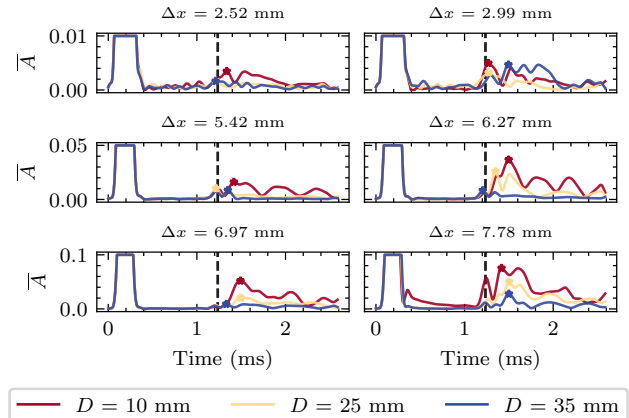 Δx = 2.52 mm Δx = 2.99 mm
0.01
0.00
A
Δx = 5.42 mm Δx = 6.27 mm
0.05
0.00
A
Δx = 6.97 mm Δx = 7.78 mm
0.1
0.0
A
0 1 2 0 1 2
Time (ms) Time (ms)
D = 10 mm D = 25 mm D = 35 mm